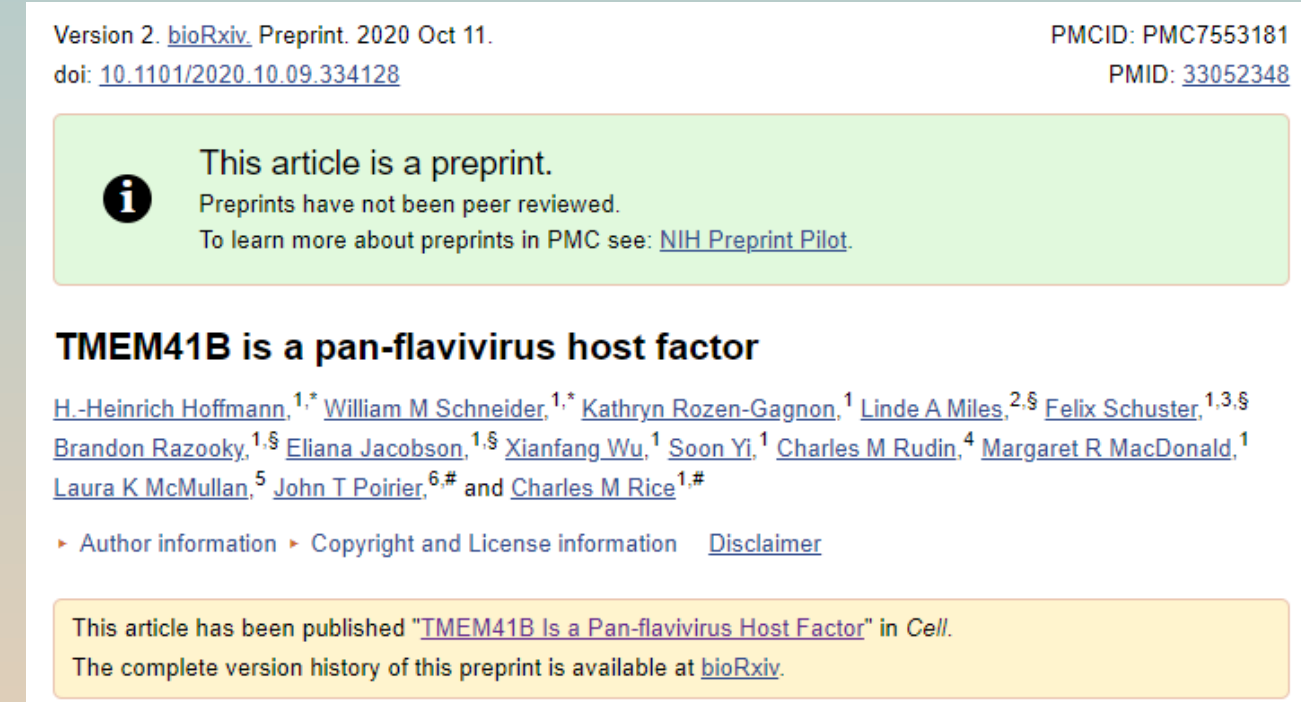 Version 2. bioRxiv. Preprint. 2020 Oct 11.
PMCID: PMC7553181
doi: 10.1101/2020.10.09.334128
PMID: 33052348
This article is a preprint.
Preprints have not been peer reviewed.
To learn more about preprints in PMC see: NIH Preprint Pilot.
TMEM41B is a pan-flavivirus host factor
H.-Heinrich Hoffmann,1,* William M Schneider,1,* Kathryn Rozen-Gagnon,1 Linde A Miles,2,§ Felix Schuster,1,3,§
Brandon Razooky,1,§ Eliana Jacobson,1,§ Xianfang Wu,1 Soon Yi,1 Charles M Rudin,4 Margaret R MacDonald,1
Laura K McMullan,5 John T Poirier,6,# and Charles M Rice1,#
▸ Author information ▸ Copyright and License information Disclaimer
This article has been published "TMEM41B Is a Pan-flavivirus Host Factor" in Cell.
The complete version history of this preprint is available at bioRxiv.